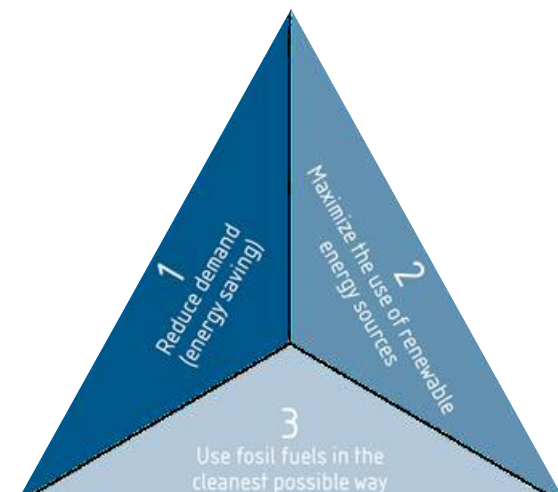 1
Reduce demand
(energy saving)
2
Maximize the use of renewable
energy sources
3
Use fosil fuels in the
cleanest possible way